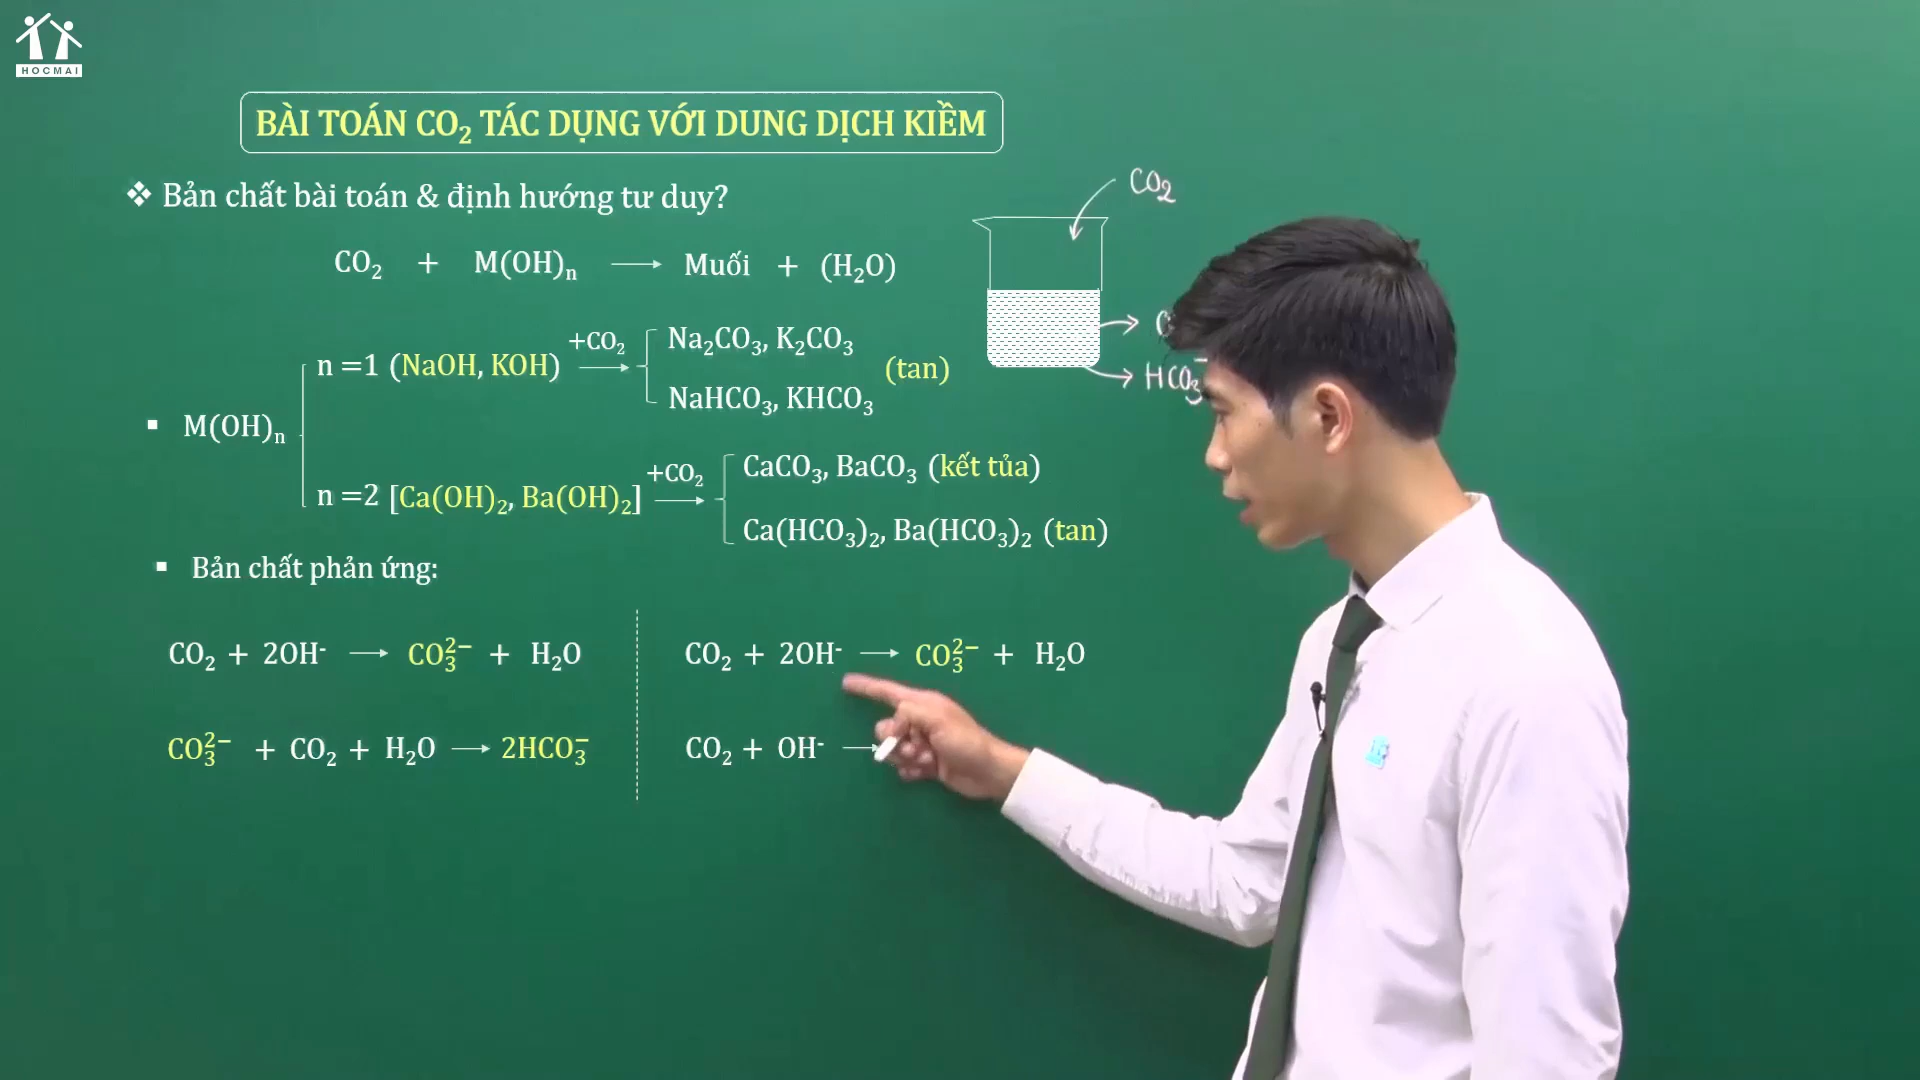 HOCMAI
BÀI TOÁN CO₂ TÁC DỤNG VỚI DUNG DỊCH KIỀM
❖ Bản chất bài toán & định hướng tư duy?
CO₂
CO₂ + M(OH)ₙ ⟶ Muối + (H₂O)
n =1 (NaOH, KOH) +CO₂ ⟶ Na₂CO₃, K₂CO₃
NaHCO₃, KHCO₃
(tan)
HCO₃⁻
▪ M(OH)ₙ
n =2 [Ca(OH)₂, Ba(OH)₂] +CO₂ ⟶ CaCO₃, BaCO₃ (kết tủa)
Ca(HCO₃)₂, Ba(HCO₃)₂ (tan)
▪ Bản chất phản ứng:
CO₂ + 2OH⁻ ⟶ CO₃²⁻ + H₂O
CO₃²⁻ + CO₂ + H₂O ⟶ 2HCO₃⁻
CO₂ + 2OH⁻ ⟶ CO₃²⁻ + H₂O
CO₂ + OH⁻ ⟶